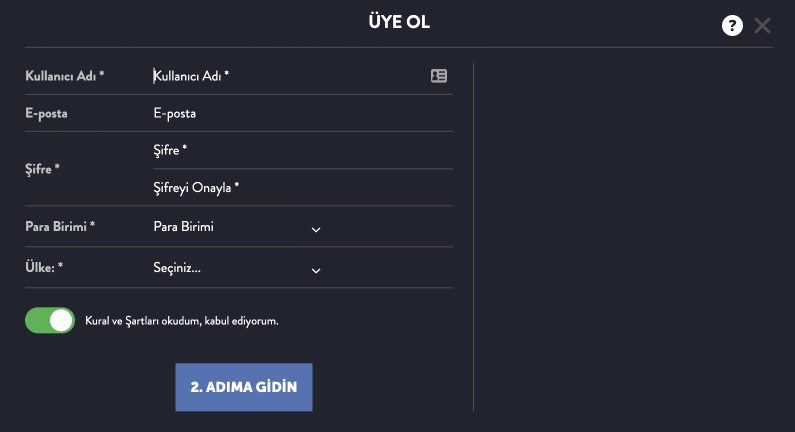 ÜYE OL
?
Kullanıcı Adı * Kullanıcı Adı *
E-posta E-posta
Şifre * Şifre *
Şifreyi Onayla *
Para Birimi * Para Birimi
Ülke: * Seçiniz...
Kural ve Şartları okudum, kabul ediyorum.
2. ADIMA GİDİN